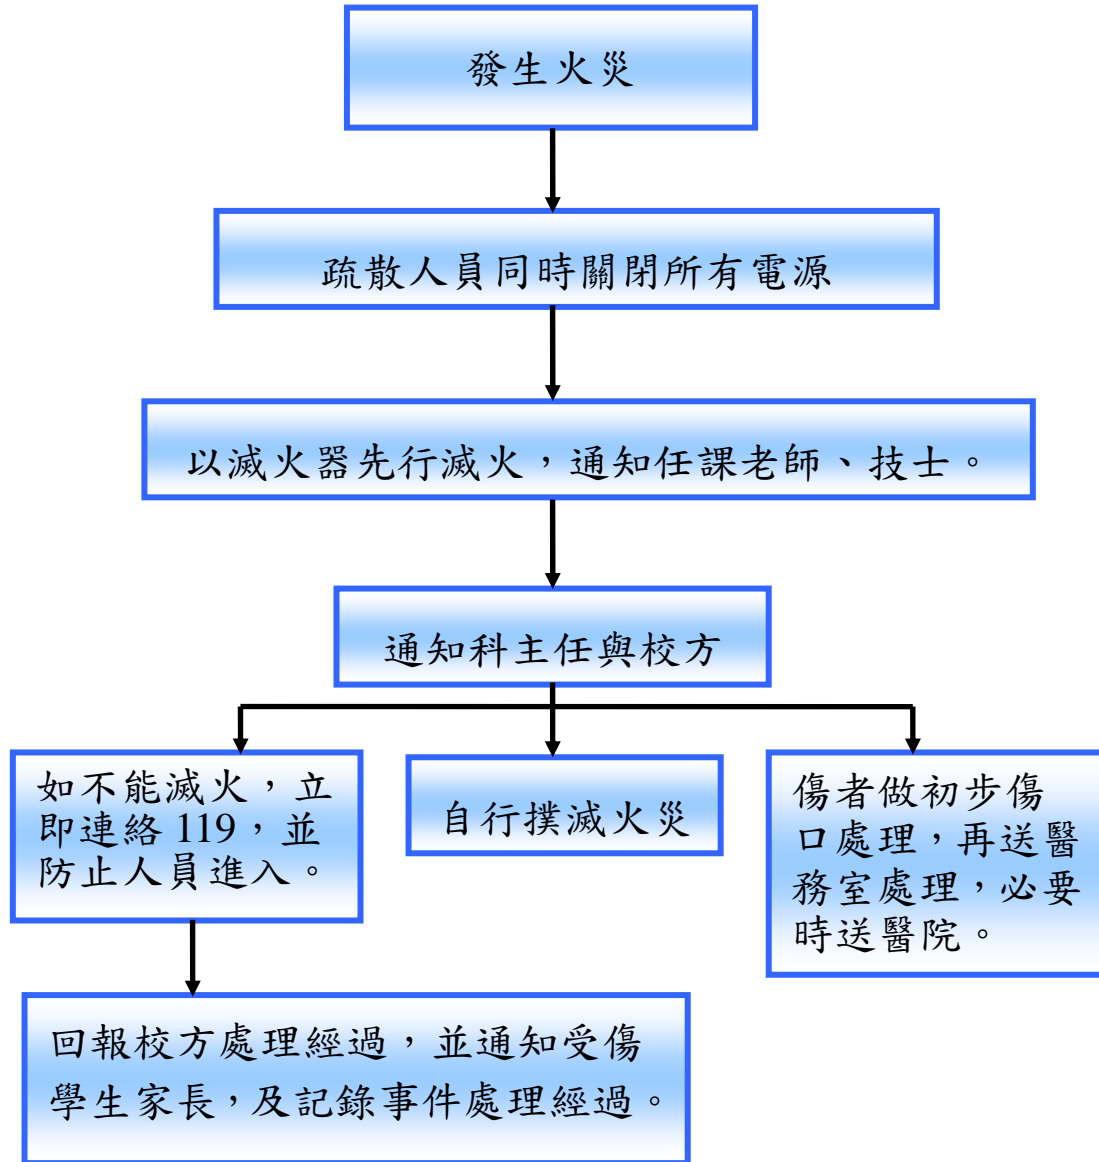 發生火災
疏散人員同時關閉所有電源
以滅火器先行滅火，通知任課老師、技士。
通知科主任與校方
如不能滅火，立
即連絡 119，並
防止人員進入。
自行撲滅火災
傷者做初步傷
口處理，再送醫
務室處理，必要
時送醫院。
回報校方處理經過，並通知受傷
學生家長，及記錄事件處理經過。